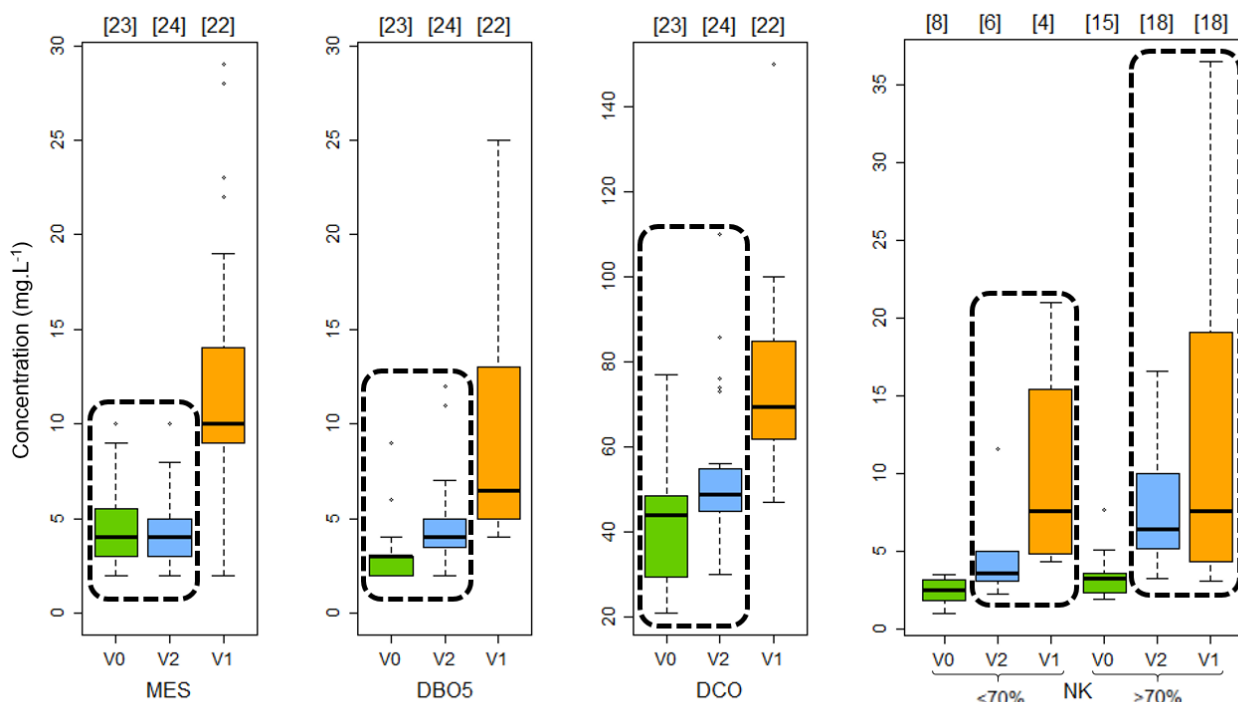 [23] [24] [22]
[23] [24] [22]
[23] [24] [22]
[8] [6] [4] [15] [18] [18]
Concentration (mg.L-1)
30
25
20
15
10
5
0
30
25
20
15
10
5
0
140
120
100
80
60
40
20
35
30
25
20
15
10
5
0
V0 V2 V1
V0 V2 V1
V0 V2 V1
V0 V2 V1 V0 V2 V1
MES
DBO5
DCO
<70% NK >70%